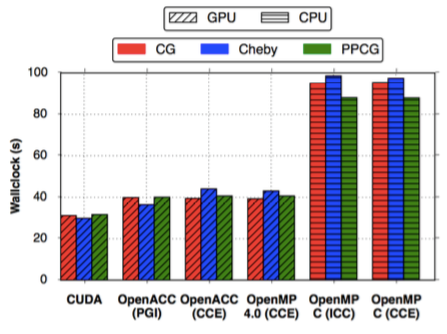 GPU CPU
CG Cheby PPCG
Wallclock (s)
100
80
60
40
20
0
CUDA OpenACC OpenACC OpenMP OpenMP OpenMP
(PGI) (CCE) 4.0 (CCE) C (ICC) C (CCE)